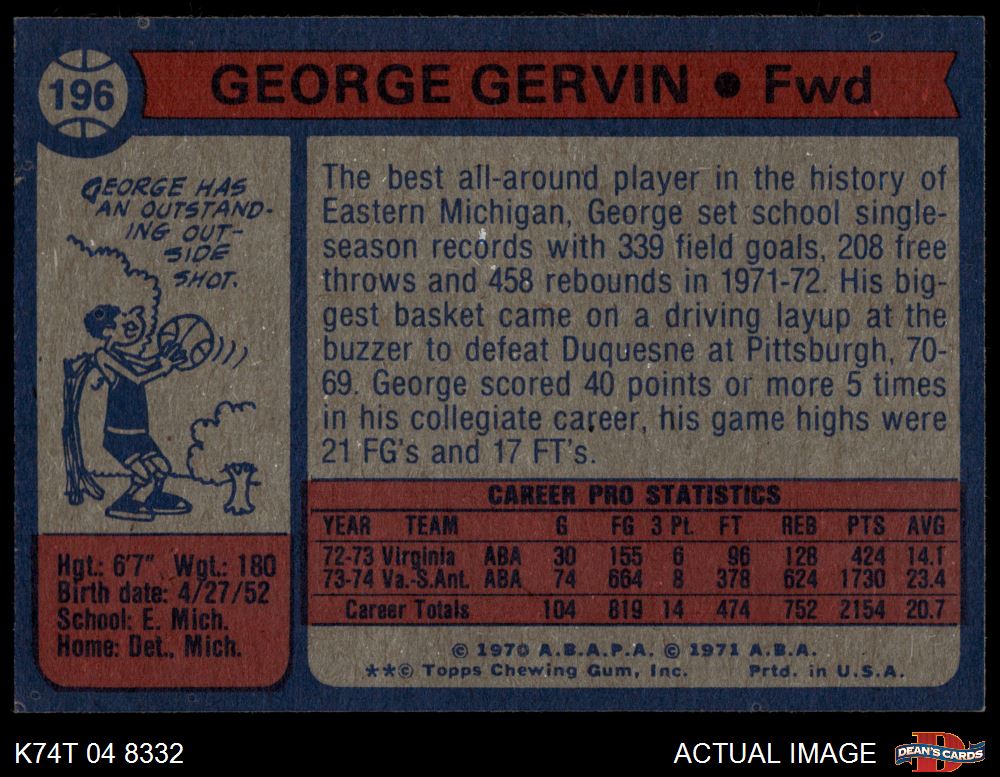 196
GEORGE GERVIN ● Fwd
GEORGE HAS
AN OUTSTAND-
ING OUT-
SIDE
SHOT.
The best all-around player in the history of
Eastern Michigan, George set school single-
season records with 339 field goals, 208 free
throws and 458 rebounds in 1971-72. His big-
gest basket came on a driving layup at the
buzzer to defeat Duquesne at Pittsburgh, 70-
69. George scored 40 points or more 5 times
in his collegiate career, his game highs were
21 FG's and 17 FT's.
Hgt.: 6'7" Wgt.: 180
Birth date: 4/27/52
School: E. Mich.
Home: Det., Mich.
CAREER PRO STATISTICS
YEAR TEAM G FG 3 Pt. FT REB PTS AVG
72-73 Virginia ABA 30 155 6 96 128 424 14.1
73-74 Va.-S.Ant. ABA 74 664 8 378 624 1730 23.4
Career Totals 104 819 14 474 752 2154 20.7
© 1970 A.B.A.P.A. © 1971 A.B.A.
**© Topps Chewing Gum, Inc. Prtd. in U.S.A.
K74T 04 8332
ACTUAL IMAGE
D
DEAN'S CARDS